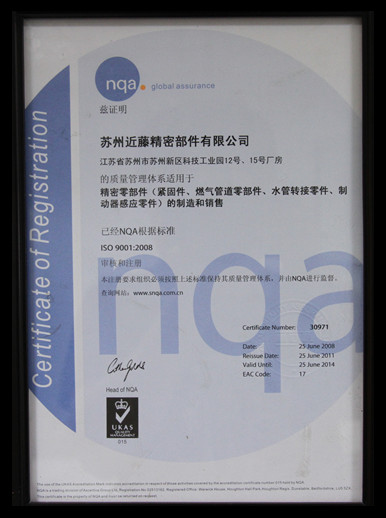 nqa.
global assurance
Certificate of Registration
兹证明
苏州近藤精密部件有限公司
江苏省苏州市苏州新区科技工业园12号、15号厂房
的质量管理体系适用于
精密零部件（紧固件、燃气管道零部件、水管转接零件、制
动器感应零件）的制造和销售
已经NQA根据标准
ISO 9001:2008
审核和注册
本注册要求组织必须按照上述标准保持其质量管理体系，并由NQA进行监督。
查询网站：www.snqa.com.cn
nqa
Certificate Number: 30971
Date: 25 June 2008
Reissue Date: 25 June 2011
Valid Until: 25 June 2014
EAC Code: 17
Head of NQA
UKAS
QUALITY
MANAGEMENT
015